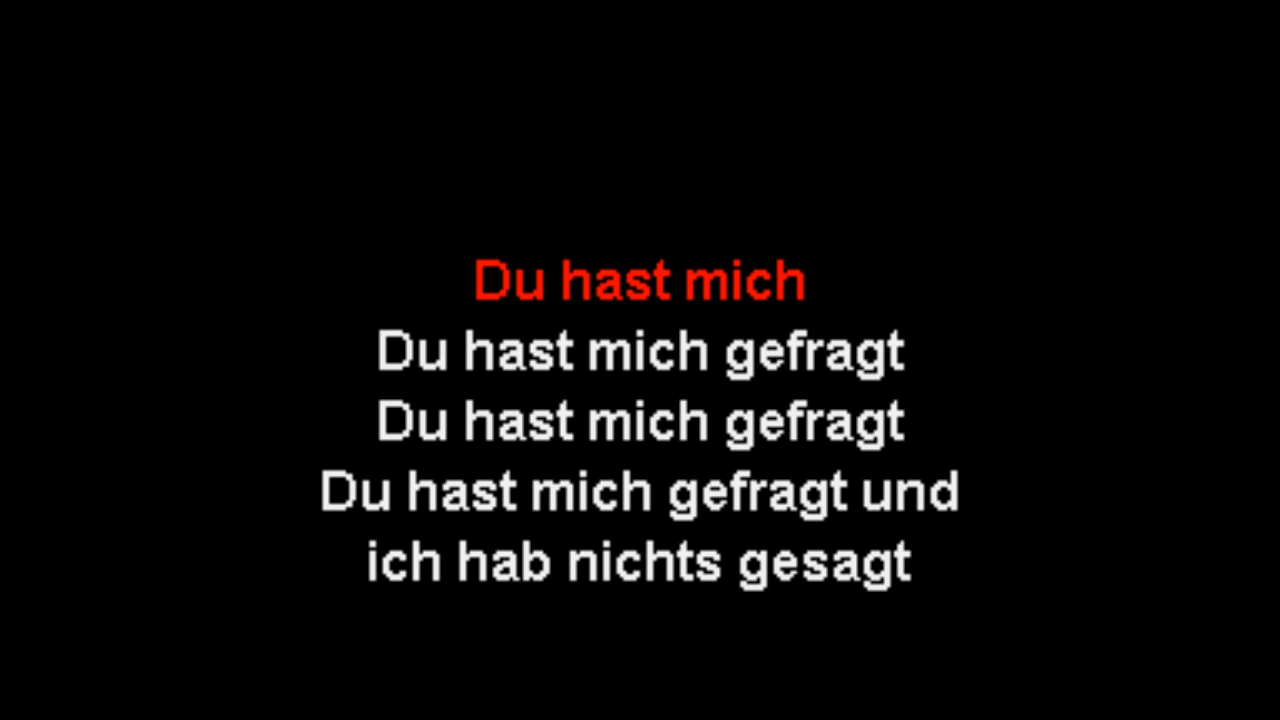 Du hast mich
Du hast mich gefragt
Du hast mich gefragt
Du hast mich gefragt und
ich hab nichts gesagt